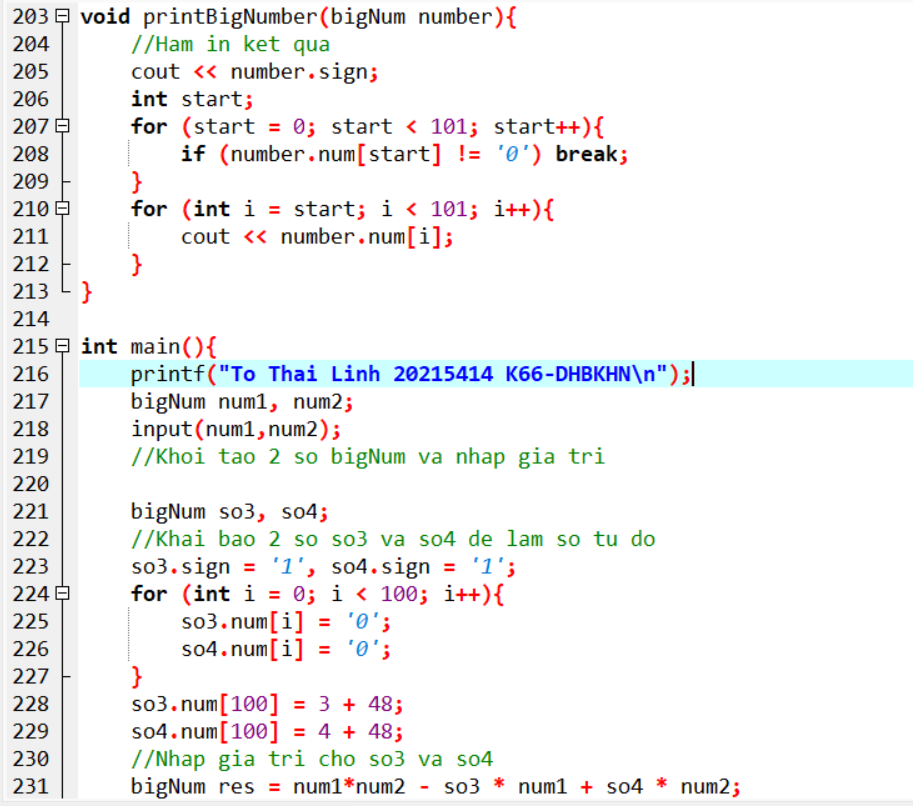 203 void printBigNumber(bigNum number){
204     //Ham in ket qua
205     cout << number.sign;
206     int start;
207     for (start = 0; start < 101; start++){
208         if (number.num[start] != '0') break;
209     }
210     for (int i = start; i < 101; i++){
211         cout << number.num[i];
212     }
213 }
214
215 int main(){
216     printf("To Thai Linh 20215414 K66-DHBKHN\n");
217     bigNum num1, num2;
218     input(num1,num2);
219     //Khoi tao 2 so bigNum va nhap gia tri
220
221     bigNum so3, so4;
222     //Khai bao 2 so so3 va so4 de lam so tu do
223     so3.sign = '1', so4.sign = '1';
224     for (int i = 0; i < 100; i++){
225         so3.num[i] = '0';
226         so4.num[i] = '0';
227     }
228     so3.num[100] = 3 + 48;
229     so4.num[100] = 4 + 48;
230     //Nhap gia tri cho so3 va so4
231     bigNum res = num1*num2 - so3 * num1 + so4 * num2;